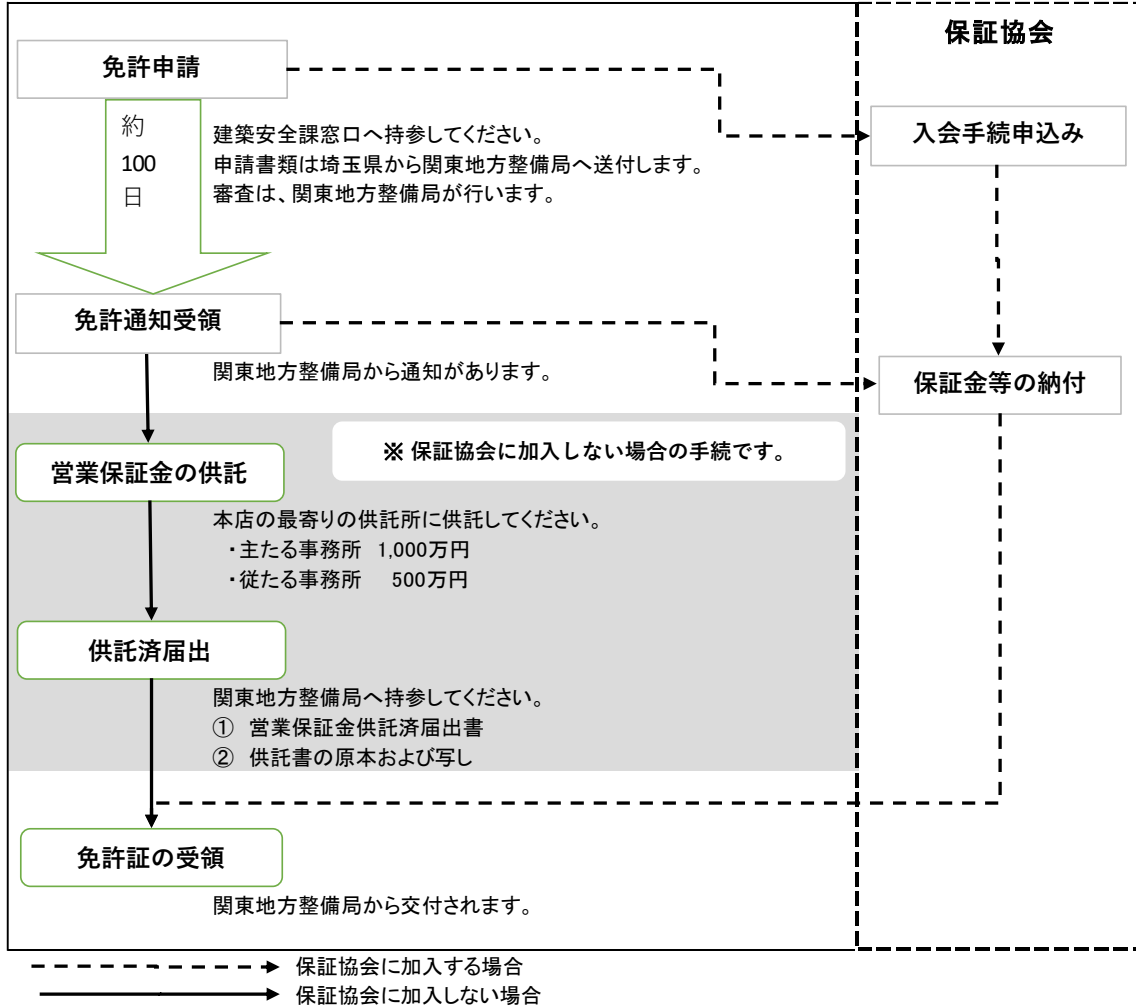 保証協会
免許申請
入会手続申込み
約
100
日
建築安全課窓口へ持参してください。
申請書類は埼玉県から関東地方整備局へ送付します。
審査は、関東地方整備局が行います。
免許通知受領
関東地方整備局から通知があります。
保証金等の納付
※ 保証協会に加入しない場合の手続です。
営業保証金の供託
本店の最寄りの供託所に供託してください。
・主たる事務所 1,000万円
・従たる事務所 500万円
供託済届出
関東地方整備局へ持参してください。
① 営業保証金供託済届出書
② 供託書の原本および写し
免許証の受領
関東地方整備局から交付されます。
保証協会に加入する場合
保証協会に加入しない場合